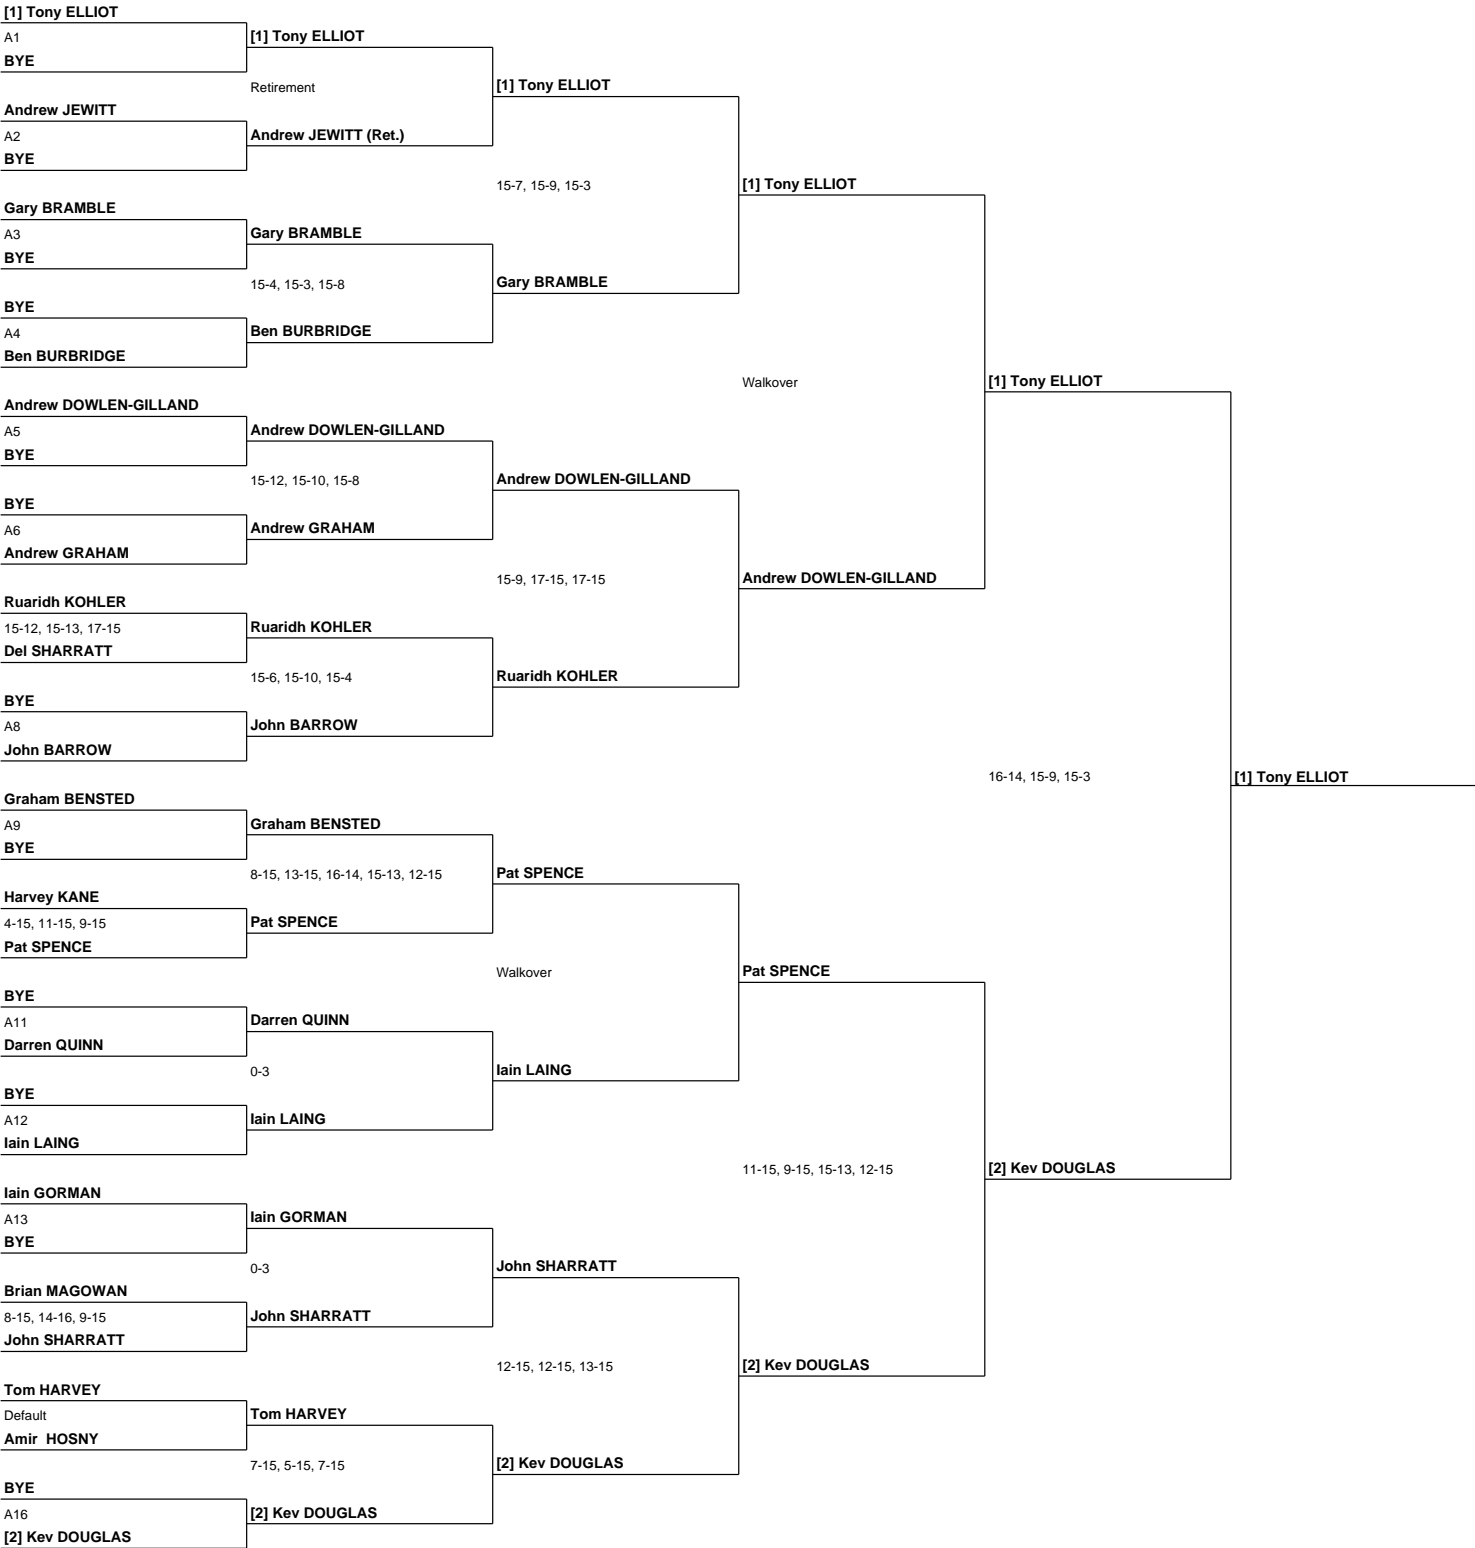 [1] Tony ELLIOT
A1
BYE
Andrew JEWITT
A2
BYE
Gary BRAMBLE
A3
BYE
BYE
A4
Ben BURBRIDGE
Andrew DOWLEN-GILLAND
A5
BYE
BYE
A6
Andrew GRAHAM
Ruaridh KOHLER
15-12, 15-13, 17-15
Del SHARRATT
BYE
A8
John BARROW
Graham BENSTED
A9
BYE
Harvey KANE
4-15, 11-15, 9-15
Pat SPENCE
BYE
A11
Darren QUINN
BYE
A12
Iain LAING
Iain GORMAN
A13
BYE
Brian MAGOWAN
8-15, 14-16, 9-15
John SHARRATT
Tom HARVEY
Default
Amir  HOSNY
BYE
A16
[2] Kev DOUGLAS
[1] Tony ELLIOT
Retirement
Andrew JEWITT (Ret.)
Gary BRAMBLE
15-4, 15-3, 15-8
Ben BURBRIDGE
Andrew DOWLEN-GILLAND
15-12, 15-10, 15-8
Andrew GRAHAM
Ruaridh KOHLER
15-6, 15-10, 15-4
John BARROW
Graham BENSTED
8-15, 13-15, 16-14, 15-13, 12-15
Pat SPENCE
Darren QUINN
0-3
Iain LAING
Iain GORMAN
0-3
John SHARRATT
Tom HARVEY
7-15, 5-15, 7-15
[2] Kev DOUGLAS
[1] Tony ELLIOT
15-7, 15-9, 15-3
Gary BRAMBLE
Andrew DOWLEN-GILLAND
15-9, 17-15, 17-15
Ruaridh KOHLER
Pat SPENCE
Walkover
Iain LAING
John SHARRATT
12-15, 12-15, 13-15
[2] Kev DOUGLAS
[1] Tony ELLIOT
Walkover
Andrew DOWLEN-GILLAND
Pat SPENCE
11-15, 9-15, 15-13, 12-15
[2] Kev DOUGLAS
[1] Tony ELLIOT
16-14, 15-9, 15-3
[2] Kev DOUGLAS
[1] Tony ELLIOT